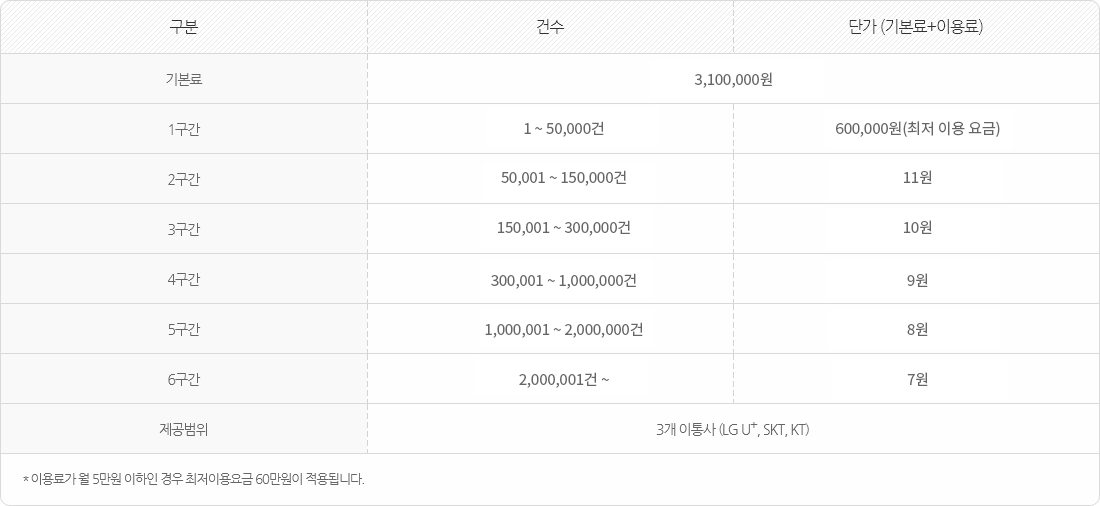 구분 건수 단가 (기본료+이용료)
기본료 3,100,000원
1구간 1 ~ 50,000건 600,000원(최저 이용 요금)
2구간 50,001 ~ 150,000건 11원
3구간 150,001 ~ 300,000건 10원
4구간 300,001 ~ 1,000,000건 9원
5구간 1,000,001 ~ 2,000,000건 8원
6구간 2,000,001건 ~ 7원
제공범위 3개 이통사 (LG U⁺, SKT, KT)
* 이용료가 월 5만원 이하인 경우 최저이용요금 60만원이 적용됩니다.